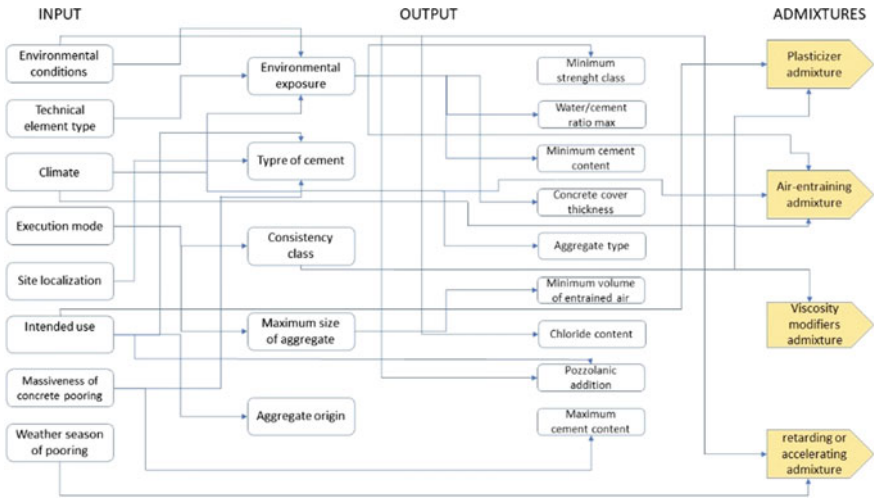 INPUT
OUTPUT
ADMIXTURES
Environmental
conditions
Technical
element type
Climate
Execution mode
Site localization
Intended use
Massiveness of
concrete pooring
Weather season
of pooring
Environmental
exposure
Typre of cement
Consistency
class
Maximum size
of aggregate
Aggregate origin
Minimum
strenght class
Water/cement
ratio max
Minimum cement
content
Concrete cover
thickness
Aggregate type
Minimum volume
of entrained air
Chloride content
Pozzolanic
addition
Maximum
cement content
Plasticizer
admixture
Air-entraining
admixture
Viscosity
modifiers
admixture
retarding or
accelerating
admixture